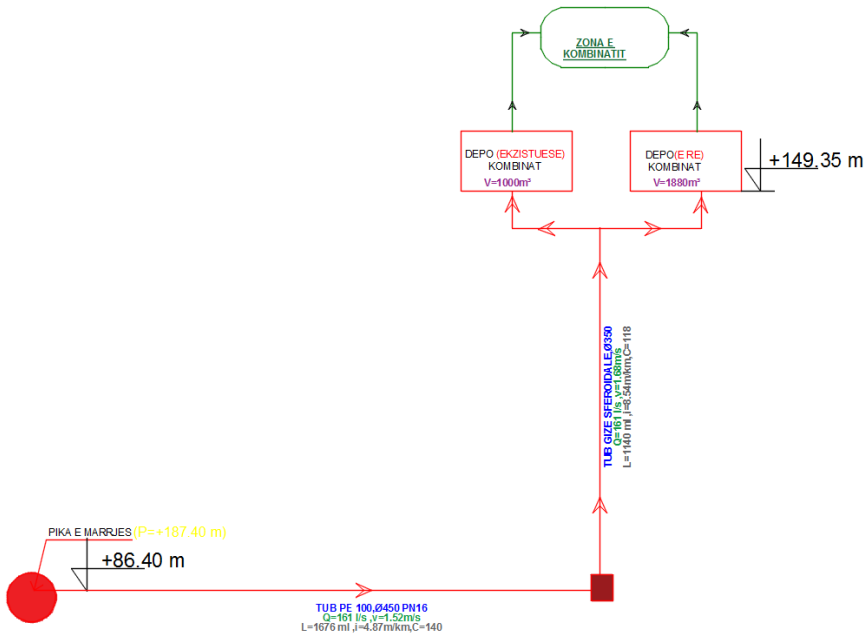 ZONA E
KOMBINATIT
DEPO (EKZISTUESE)
KOMBINAT
V=1000m³
DEPO(E RE)
KOMBINAT
V=1880m³
+149.35 m
TUB GIZE SFEROIDALE,Ø350
Q=161 l/s ,v=1.68m/s
L=1140 ml ,i=8.54m/km,C=118
PIKA E MARRJES (P=+187.40 m)
+86.40 m
TUB PE 100,Ø450 PN16
Q=161 l/s ,v=1.52m/s
L=1676 ml ,i=4.87m/km,C=140